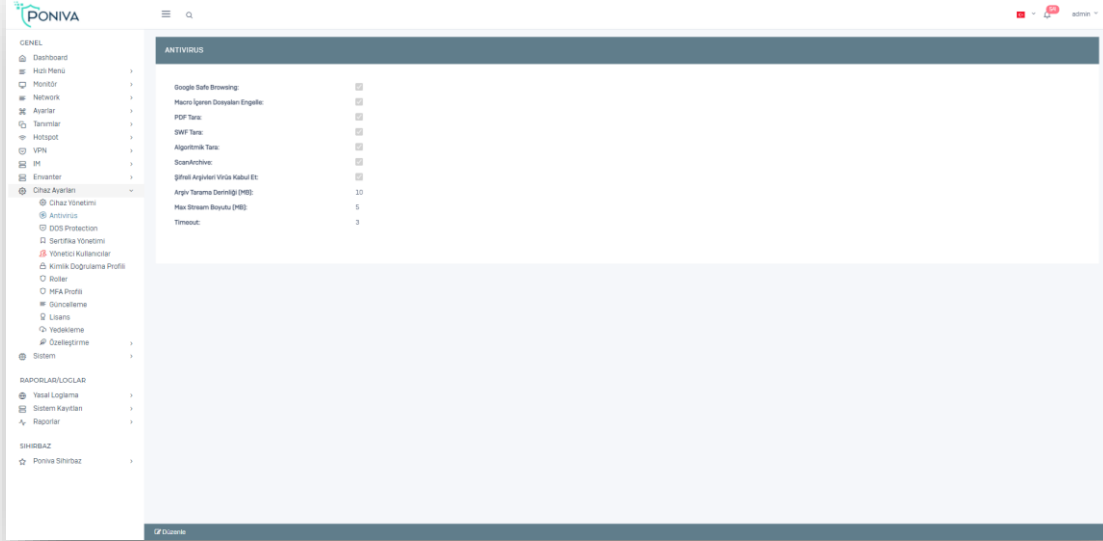 PONIVA
54
admin
GENEL
Dashboard
Hızlı Menü
Monitör
Network
Ayarlar
Tanımlar
Hotspot
VPN
IM
Envanter
Cihaz Ayarları
Cihaz Yönetimi
Antivirüs
DOS Protection
Sertifika Yönetimi
Yönetici Kullanıcılar
Kimlik Doğrulama Profili
Roller
MFA Profili
Güncelleme
Lisans
Yedekleme
Özelleştirme
Sistem
RAPORLAR/LOGLAR
Yasal Loglama
Sistem Kayıtları
Raporlar
SIHIRBAZ
Poniva Sihirbaz
ANTIVIRUS
Google Safe Browsing:
Macro İçeren Dosyaları Engelle:
PDF Tara:
SWF Tara:
Algoritmik Tara:
ScanArchive:
Şifreli Arşivleri Virüs Kabul Et:
Arşiv Tarama Derinliği (MB): 10
Max Stream Boyutu (MB): 5
Timeout: 3
Düzenle